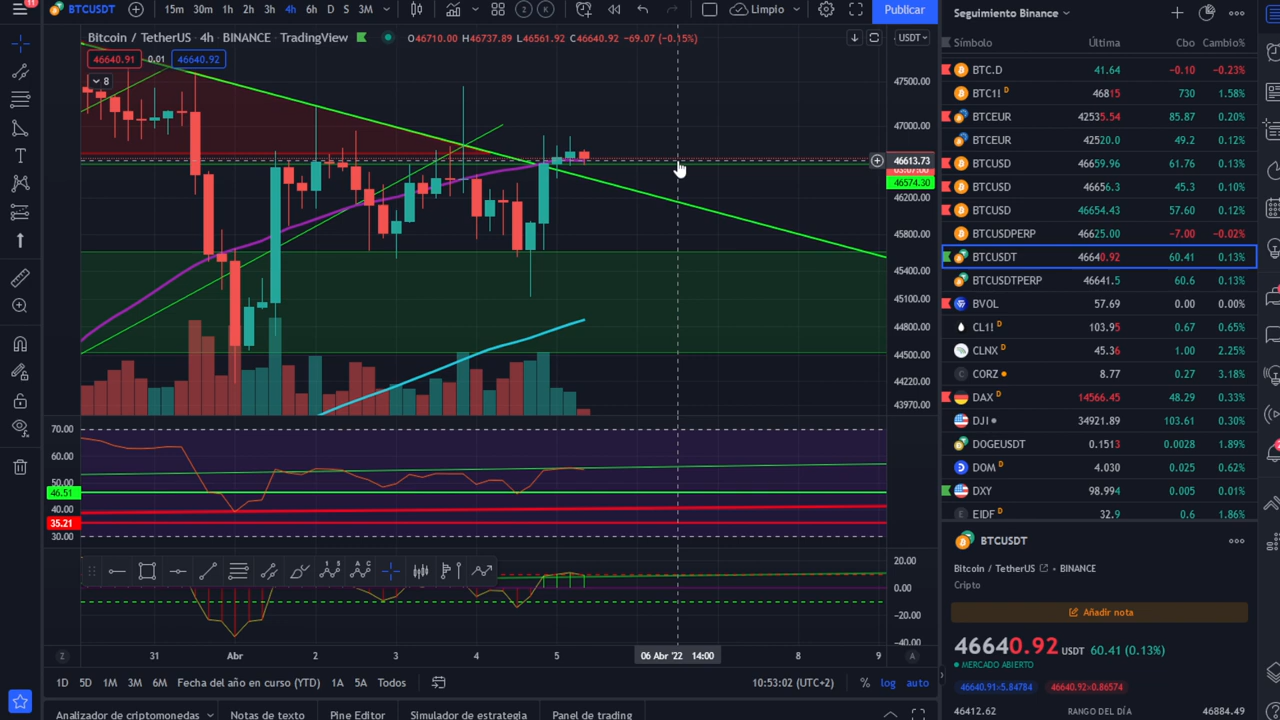 11
BTCUSDT
15m 30m 1h 2h 3h 4h 6h D S 3M
2 K
Limpio
Publicar
Bitcoin / TetherUS · 4h · BINANCE · TradingView
O46710.00 H46737.89 L46561.92 C46640.92 −69.07 (−0.15%)
USDT
46640.91 0.01 46640.92
8
47500.00
47000.00
46613.73
03:07:00
46574.30
46200.00
45800.00
45400.00
45100.00
44800.00
44500.00
44220.00
43970.00
70.00
60.00
50.00
46.51
40.00
35.21
30.00
20.00
0.00
−20.00
−40.00
Z 31 Abr 2 3 4 5 06 Abr '22 14:00 8 9 A
1D 5D 1M 3M 6M Fecha del año en curso (YTD) 1A 5A Todos
10:53:02 (UTC+2) % log auto
Analizador de criptomonedas Notas de texto Pine Editor Simulador de estrategia Panel de trading
Seguimiento Binance
Símbolo Última Cbo Cambio%
BTC.D 41.64 −0.10 −0.23%
BTC1! D 46815 730 1.58%
BTCEUR 42535.54 85.87 0.20%
BTCEUR 42520.0 49.2 0.12%
BTCUSD 46659.96 61.76 0.13%
BTCUSD 46656.3 45.3 0.10%
BTCUSD 46654.43 57.60 0.12%
BTCUSDPERP 46625.00 −7.00 −0.02%
BTCUSDT 46640.92 60.41 0.13%
BTCUSDTPERP 46641.5 60.6 0.13%
BVOL 57.69 0.00 0.00%
CL1! D 103.95 0.67 0.65%
CLNX D 45.36 1.00 2.25%
C CORZ 8.77 0.27 3.18%
DAX D 14566.45 48.29 0.33%
DJI 34921.89 103.61 0.30%
DOGEUSDT 0.1513 0.0028 1.89%
DOM D 4.030 0.025 0.62%
DXY 98.994 0.005 0.01%
E EIDF D 32.9 0.6 1.86%
BTCUSDT
Bitcoin / TetherUS · BINANCE
Cripto
Añadir nota
46640.92 USDT 60.41 (0.13%)
MERCADO ABIERTO
46640.91×5.84784 46640.92×0.86574
46412.62 RANGO DEL DÍA 46884.49